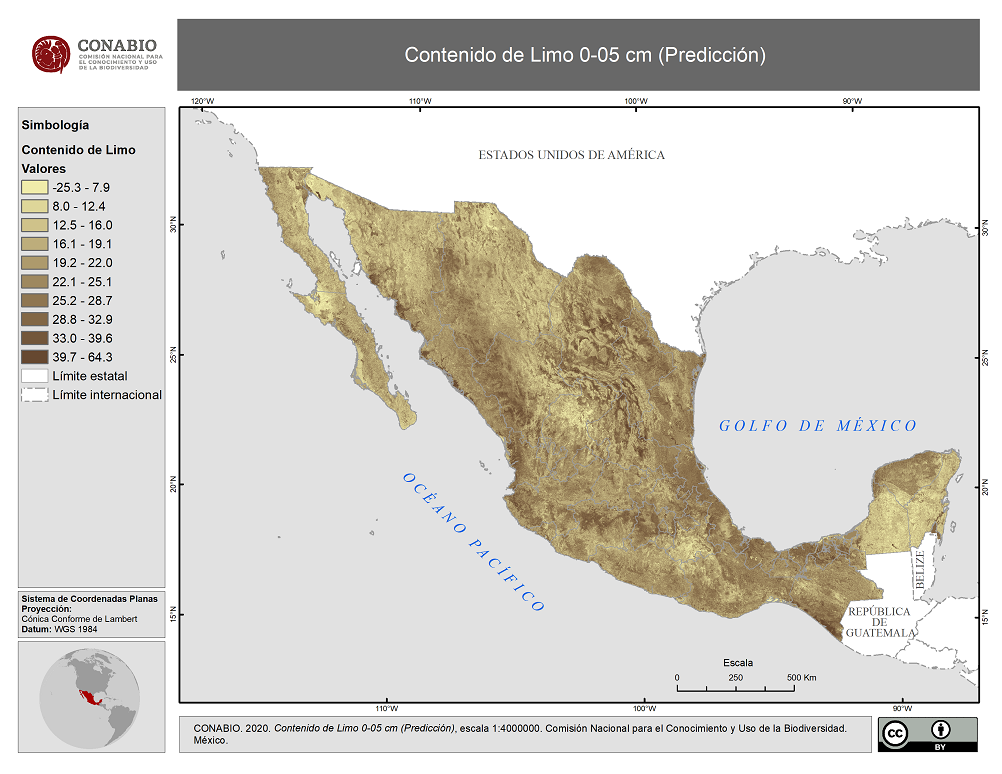 CONABIO
COMISIÓN NACIONAL PARA
EL CONOCIMIENTO Y USO
DE LA BIODIVERSIDAD
Contenido de Limo 0-05 cm (Predicción)
Simbología
Contenido de Limo
Valores
-25.3 - 7.9
8.0 - 12.4
12.5 - 16.0
16.1 - 19.1
19.2 - 22.0
22.1 - 25.1
25.2 - 28.7
28.8 - 32.9
33.0 - 39.6
39.7 - 64.3
Límite estatal
Límite internacional
Sistema de Coordenadas Planas
Proyección:
Cónica Conforme de Lambert
Datum: WGS 1984
120°W
110°W
100°W
90°W
30°N
25°N
20°N
15°N
30°N
25°N
20°N
15°N
ESTADOS UNIDOS DE AMÉRICA
GOLFO DE MÉXICO
OCÉANO PACÍFICO
BELIZE
REPÚBLICA
DE
GUATEMALA
Escala
0 250 500 Km
110°W
100°W
90°W
CONABIO. 2020. Contenido de Limo 0-05 cm (Predicción), escala 1:4000000. Comisión Nacional para el Conocimiento y Uso de la Biodiversidad.
México.
cc
BY